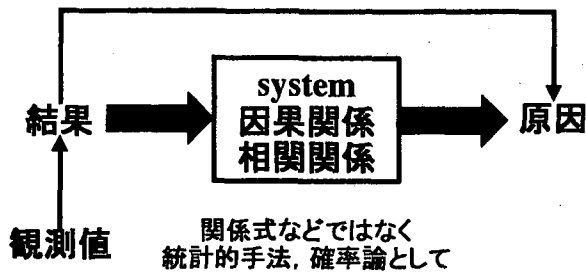 system
因果関係
相関関係
結果
原因
観測値
関係式などではなく
統計的手法，確率論として